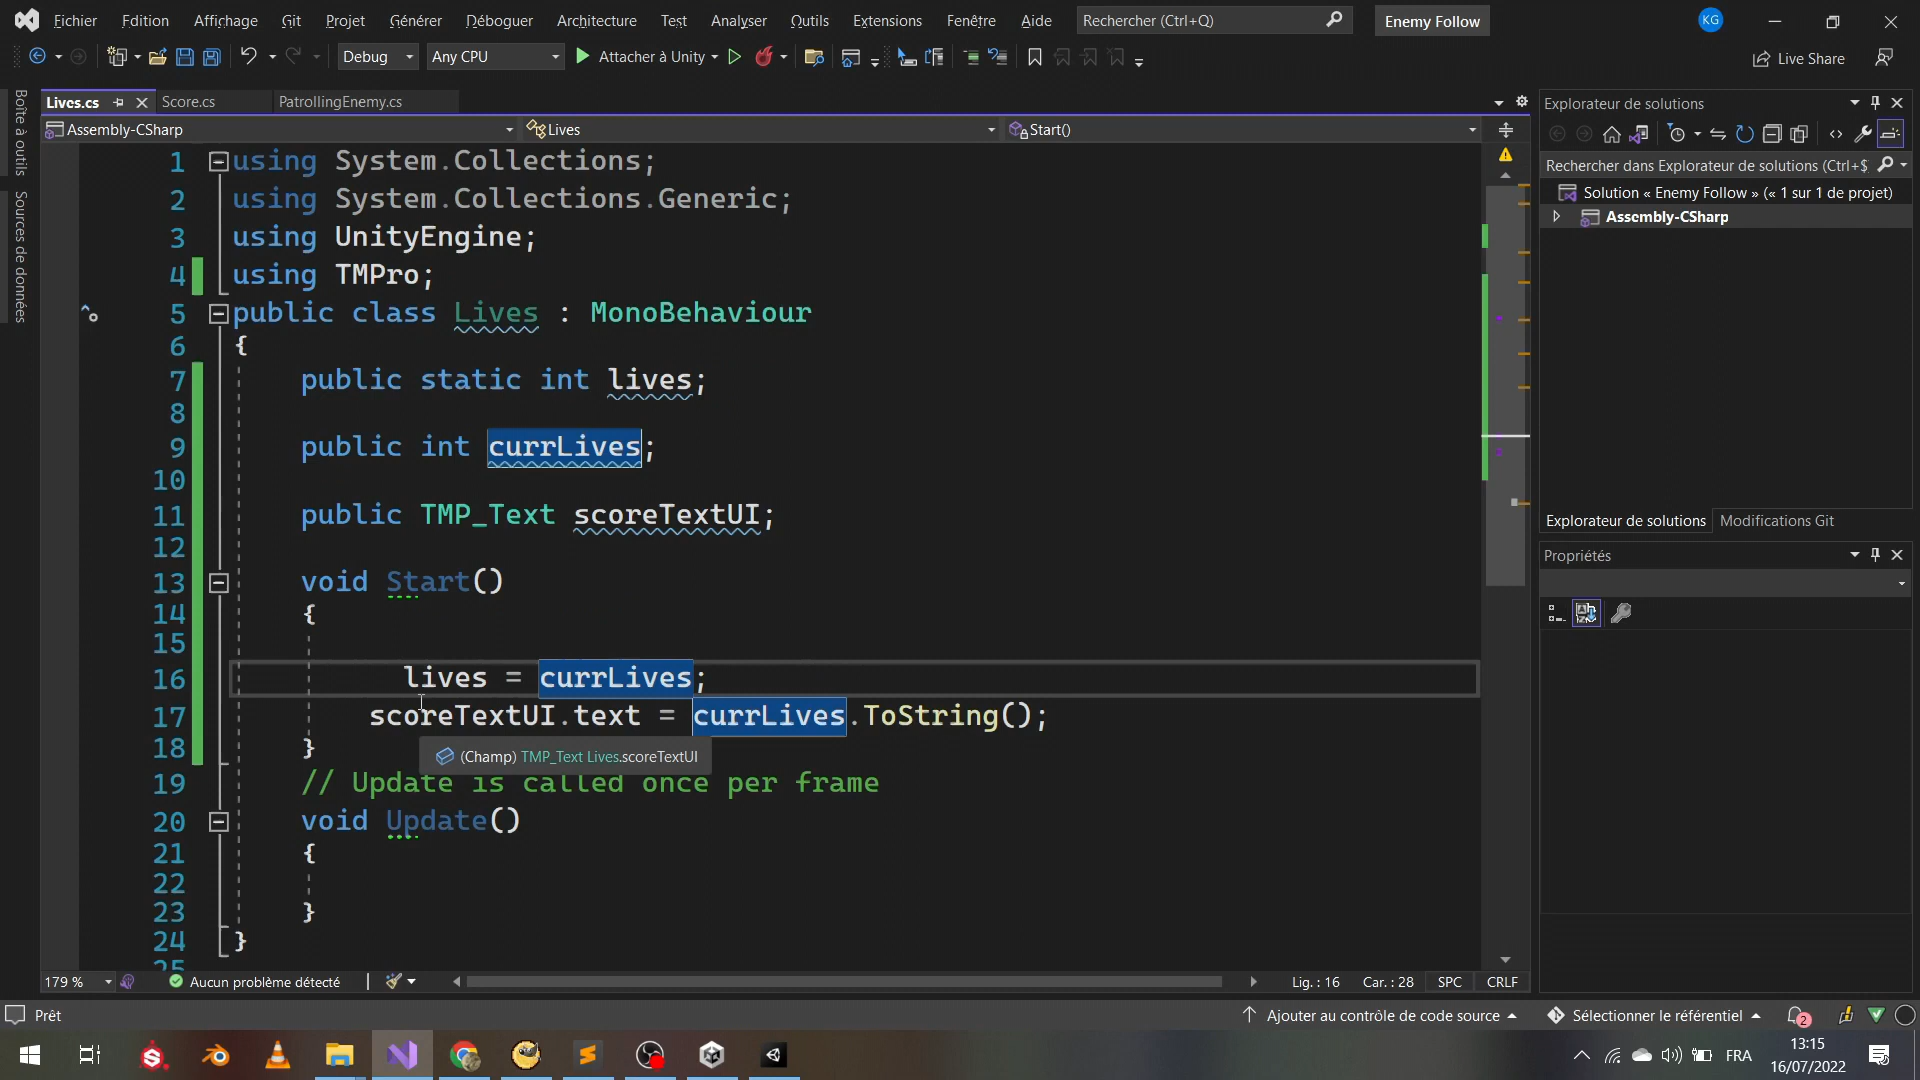 Fichier Edition Affichage Git Projet Générer Déboguer Architecture Test Analyser Outils Extensions Fenêtre Aide Rechercher (Ctrl+Q) Enemy Follow KG
Debug Any CPU Attacher à Unity Live Share
Boîte à outils
Sources de données
Lives.cs Score.cs PatrollingEnemy.cs
Assembly-CSharp Lives Start()
1 using System.Collections;
2 using System.Collections.Generic;
3 using UnityEngine;
4 using TMPro;
5 public class Lives : MonoBehaviour
6 {
7 public static int lives;
8
9 public int currLives;
10
11 public TMP_Text scoreTextUI;
12
13 void Start()
14 {
15
16 lives = currLives;
17 scoreTextUI.text = currLives.ToString();
18 }
(Champ) TMP_Text Lives.scoreTextUI
19 // Update is called once per frame
20 void Update()
21 {
22
23 }
24 }
25
179 % Aucun problème détecté Lig. : 16 Car. : 28 SPC CRLF
Explorateur de solutions
Rechercher dans Explorateur de solutions (Ctrl+$
Solution « Enemy Follow » (« 1 sur 1 de projet)
Assembly-CSharp
Explorateur de solutions Modifications Git
Propriétés
Prêt Ajouter au contrôle de code source Sélectionner le référentiel 2
FRA 13:15
16/07/2022